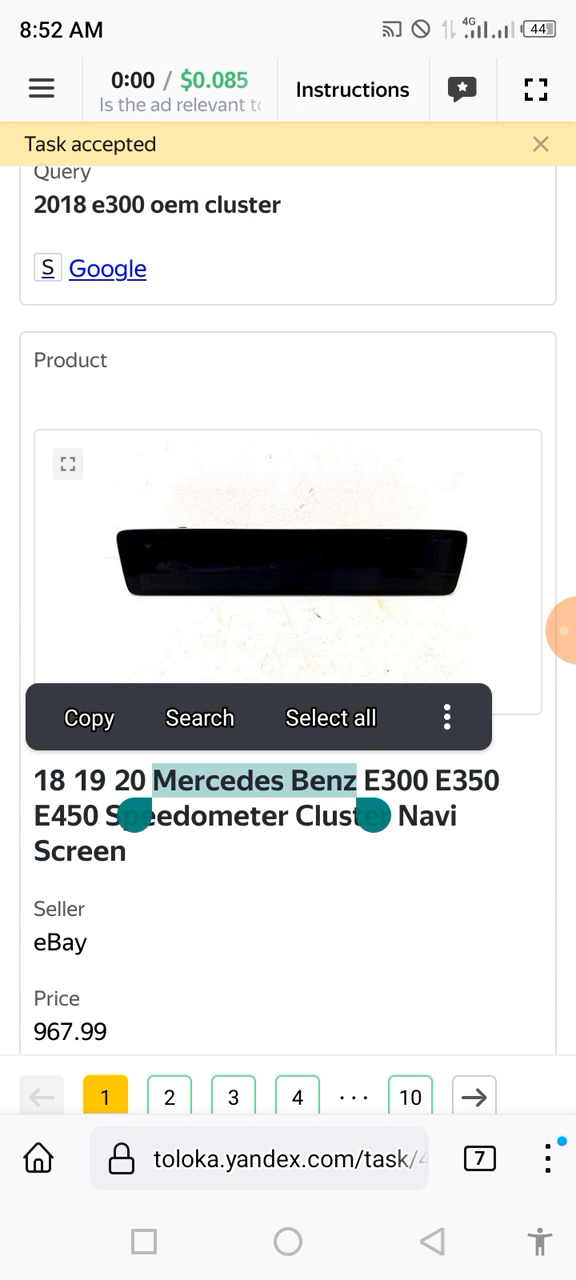 8:52 AM
4G
44
0:00 / $0.085
Is the ad relevant to
Instructions
Task accepted
Query
2018 e300 oem cluster
S Google
Product
Copy Search Select all
18 19 20 Mercedes Benz E300 E350
E450 Speedometer Cluster Navi
Screen
Seller
eBay
Price
967.99
1 2 3 4 ... 10
toloka.yandex.com/task/4
7